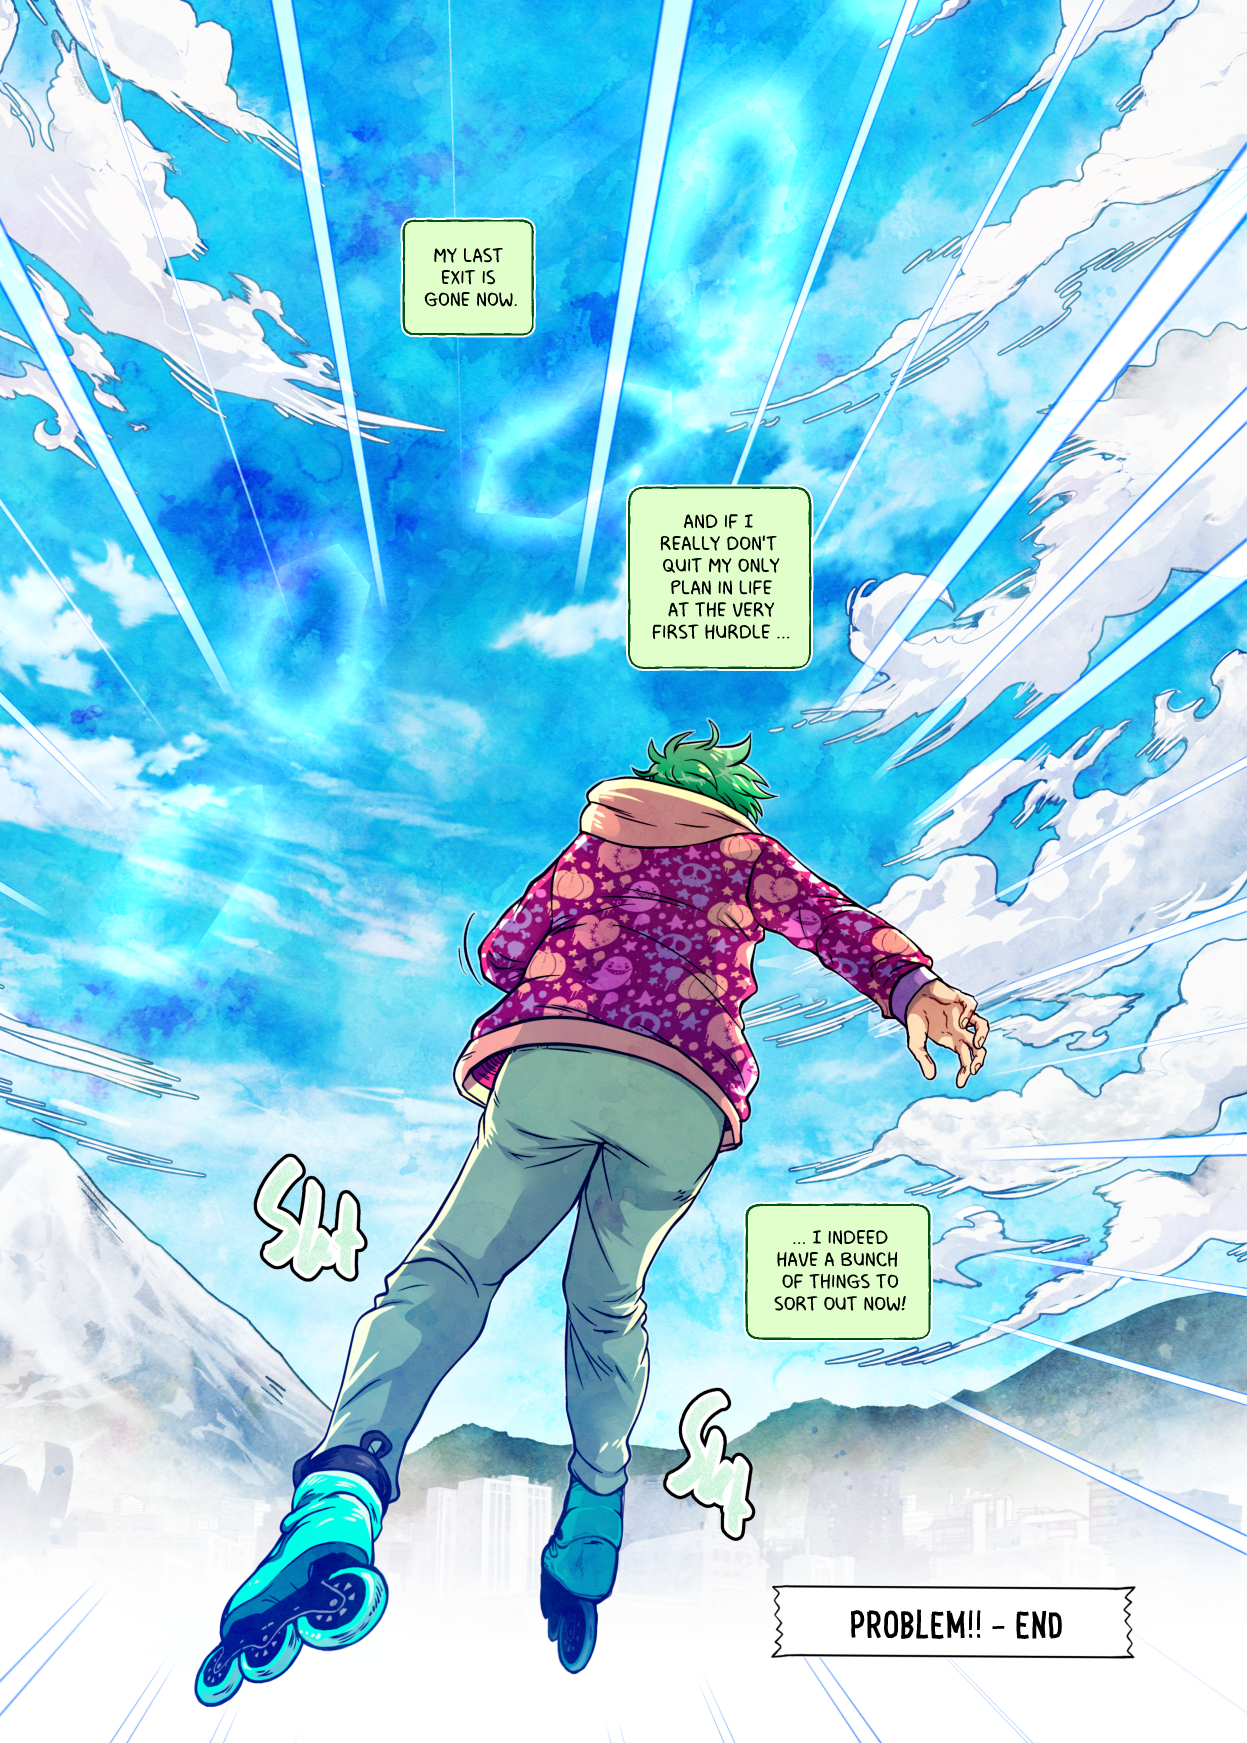 MY LAST
EXIT IS
GONE NOW.
AND IF I
REALLY DON'T
QUIT MY ONLY
PLAN IN LIFE
AT THE VERY
FIRST HURDLE ...
... I INDEED
HAVE A BUNCH
OF THINGS TO
SORT OUT NOW!
PROBLEM!! – END